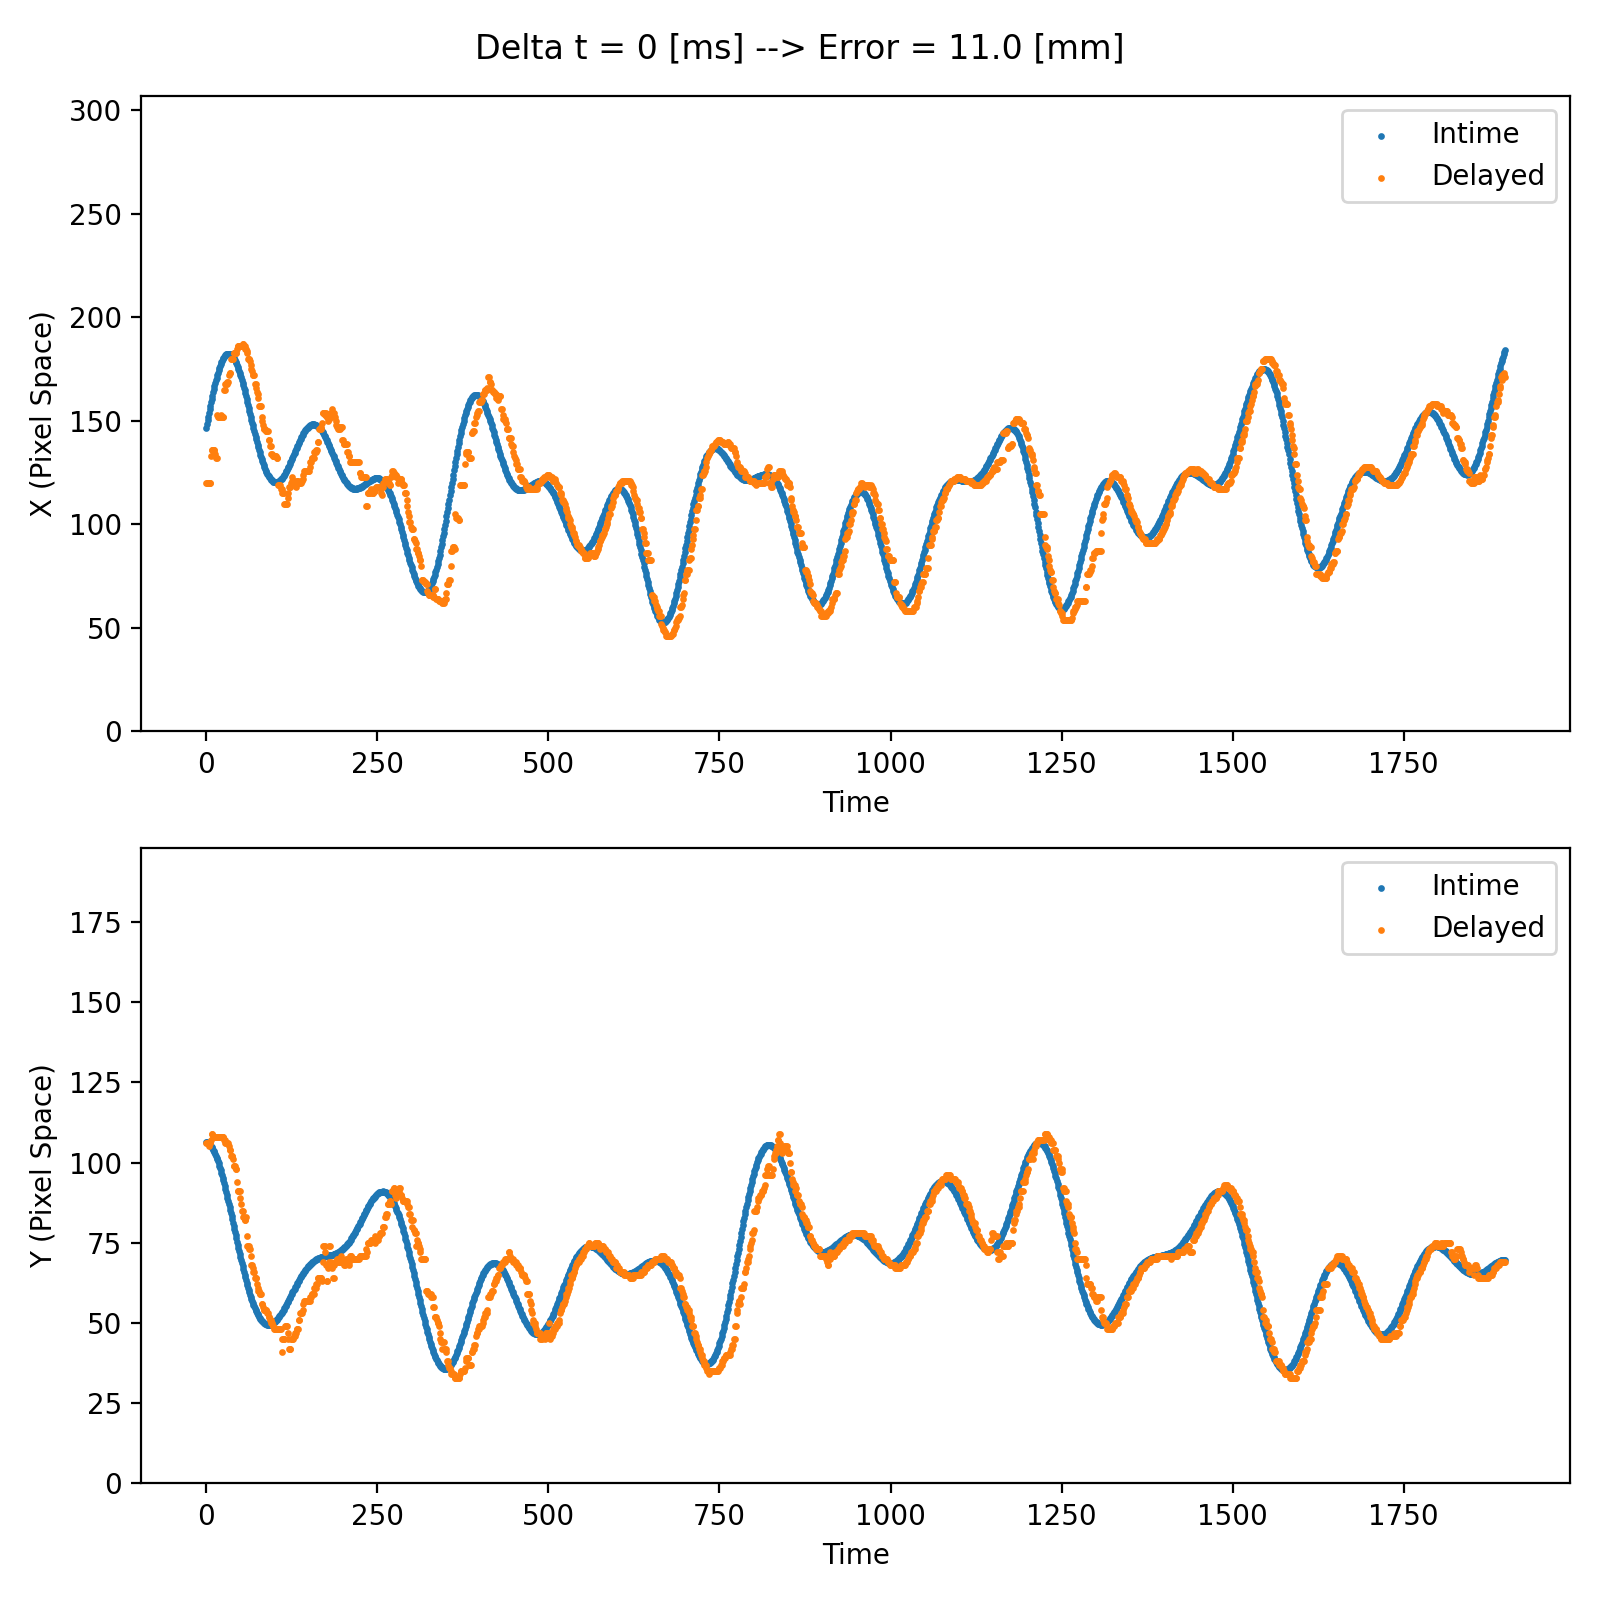 Delta t = 0 [ms] --> Error = 11.0 [mm]
300
250
200
150
100
50
0
X (Pixel Space)
Intime
Delayed
0 250 500 750 1000 1250 1500 1750
Time
175
150
125
100
75
50
25
0
Y (Pixel Space)
Intime
Delayed
0 250 500 750 1000 1250 1500 1750
Time